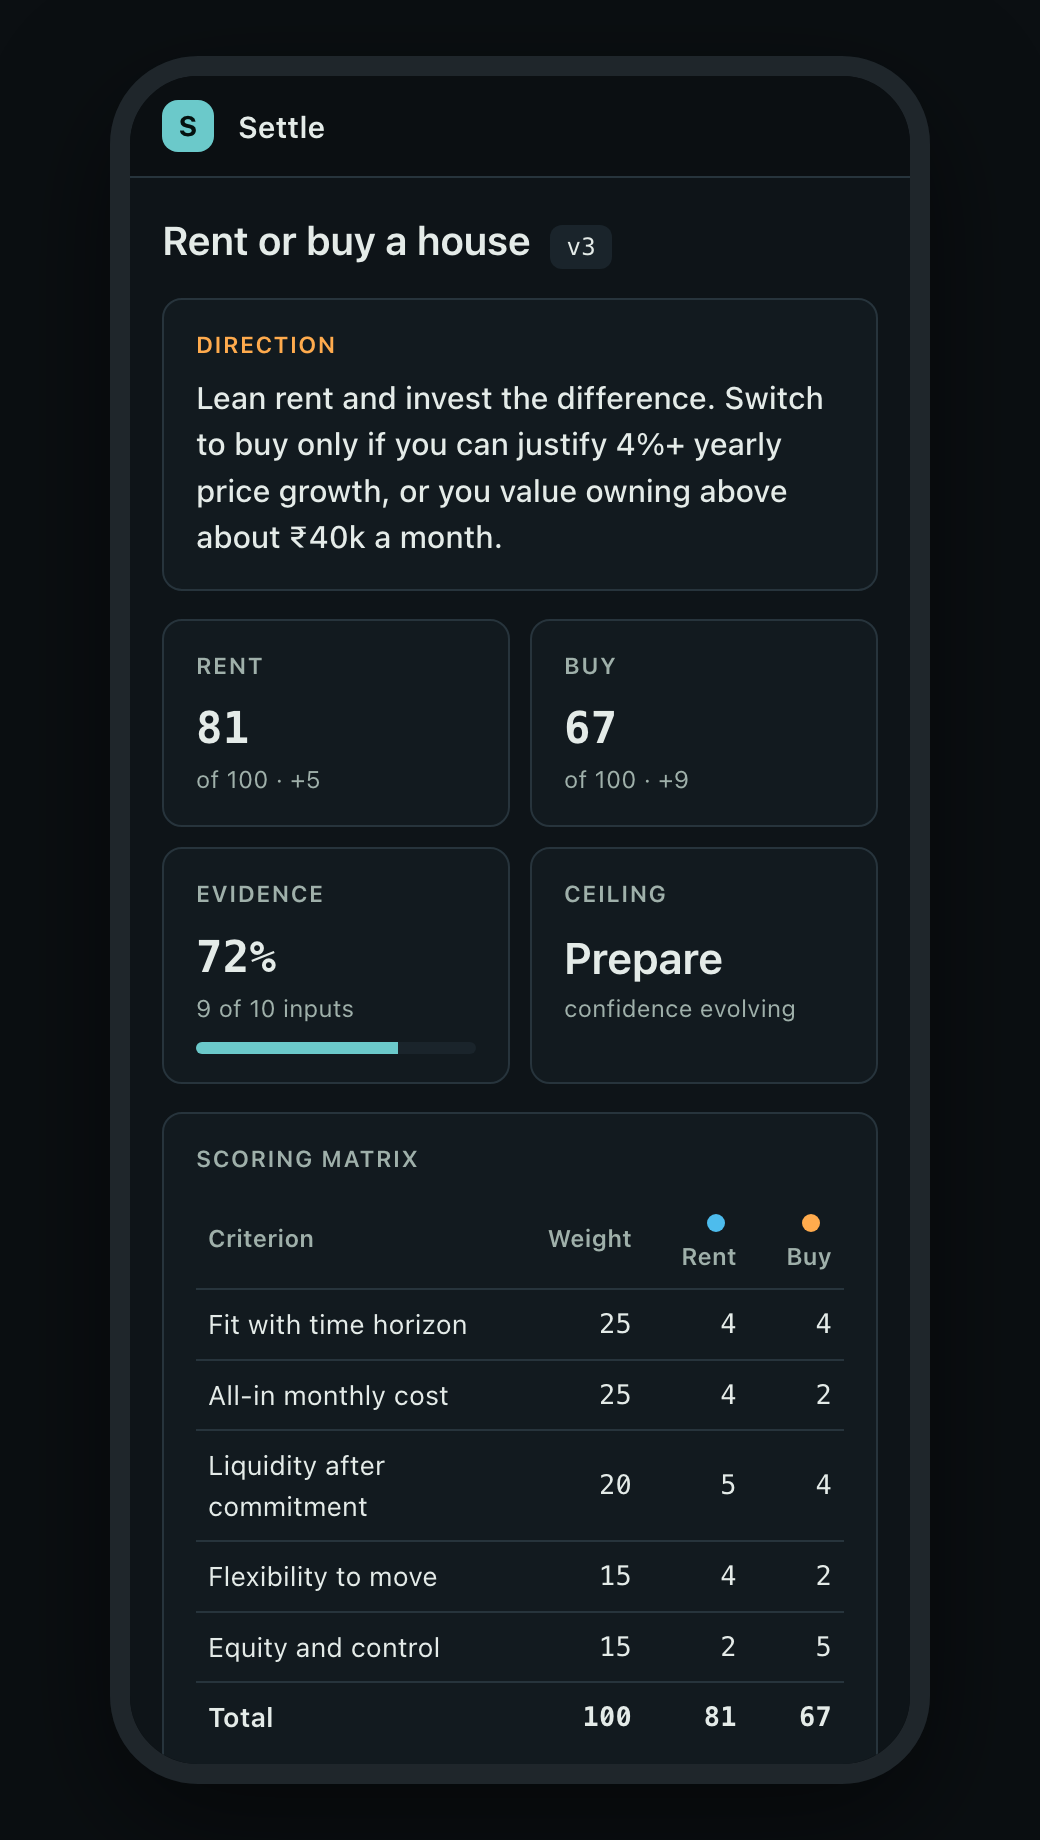 S Settle
Rent or buy a house v3
DIRECTION
Lean rent and invest the difference. Switch
to buy only if you can justify 4%+ yearly
price growth, or you value owning above
about ₹40k a month.
RENT
81
of 100 · +5
BUY
67
of 100 · +9
EVIDENCE
72%
9 of 10 inputs
CEILING
Prepare
confidence evolving
SCORING MATRIX
Criterion Weight Rent Buy
Fit with time horizon 25 4 4
All-in monthly cost 25 4 2
Liquidity after
commitment 20 5 4
Flexibility to move 15 4 2
Equity and control 15 2 5
Total 100 81 67